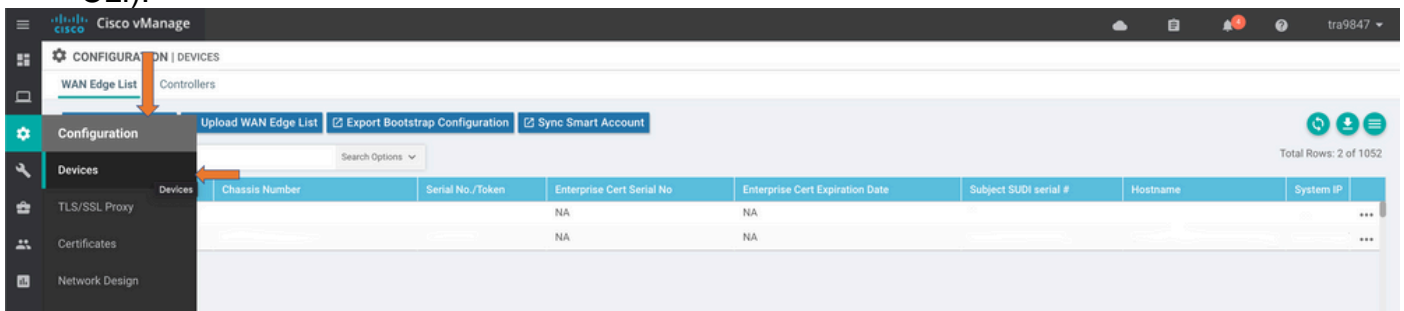 CLI).
cisco Cisco vManage 4 tra9847
CONFIGURATION | DEVICES
WAN Edge List Controllers
Configuration Upload WAN Edge List Export Bootstrap Configuration Sync Smart Account
Search Options Total Rows: 2 of 1052
Devices
Devices Chassis Number Serial No./Token Enterprise Cert Serial No Enterprise Cert Expiration Date Subject SUDI serial # Hostname System IP
TLS/SSL Proxy NA NA ...
Certificates NA NA ...
Network Design